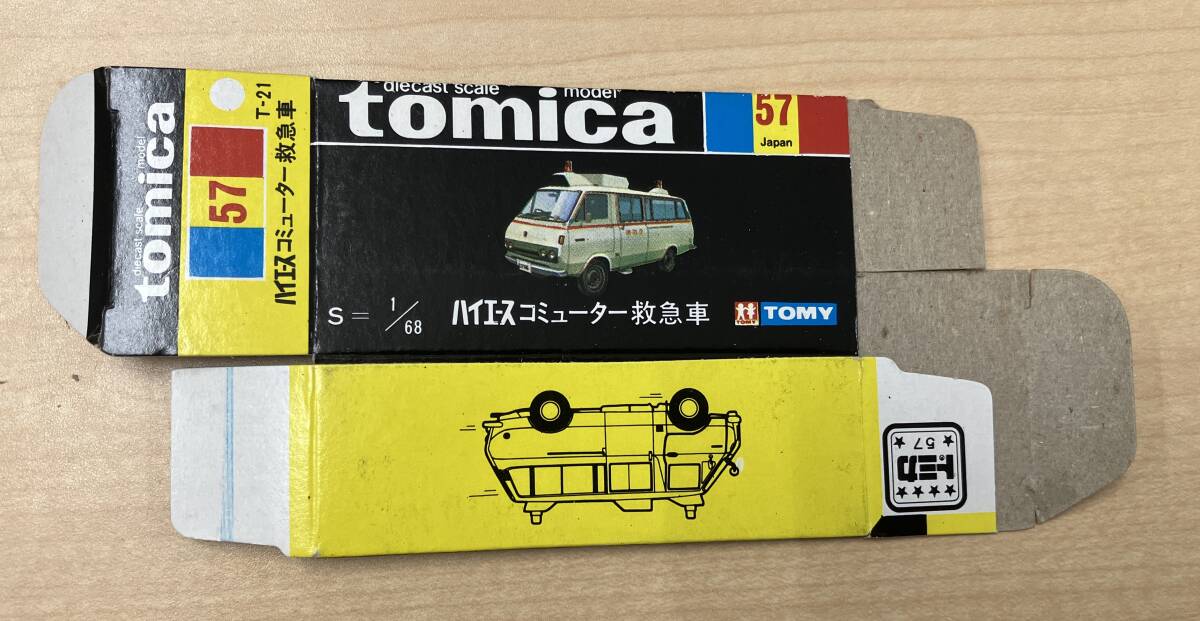 diecast scale model
tomica
57
Japan
S = 1/68 ハイエースコミューター救急車 TOMY TOMY
diecast scale model
tomica
57
T-21
ハイエースコミューター救急車
トミカ
57